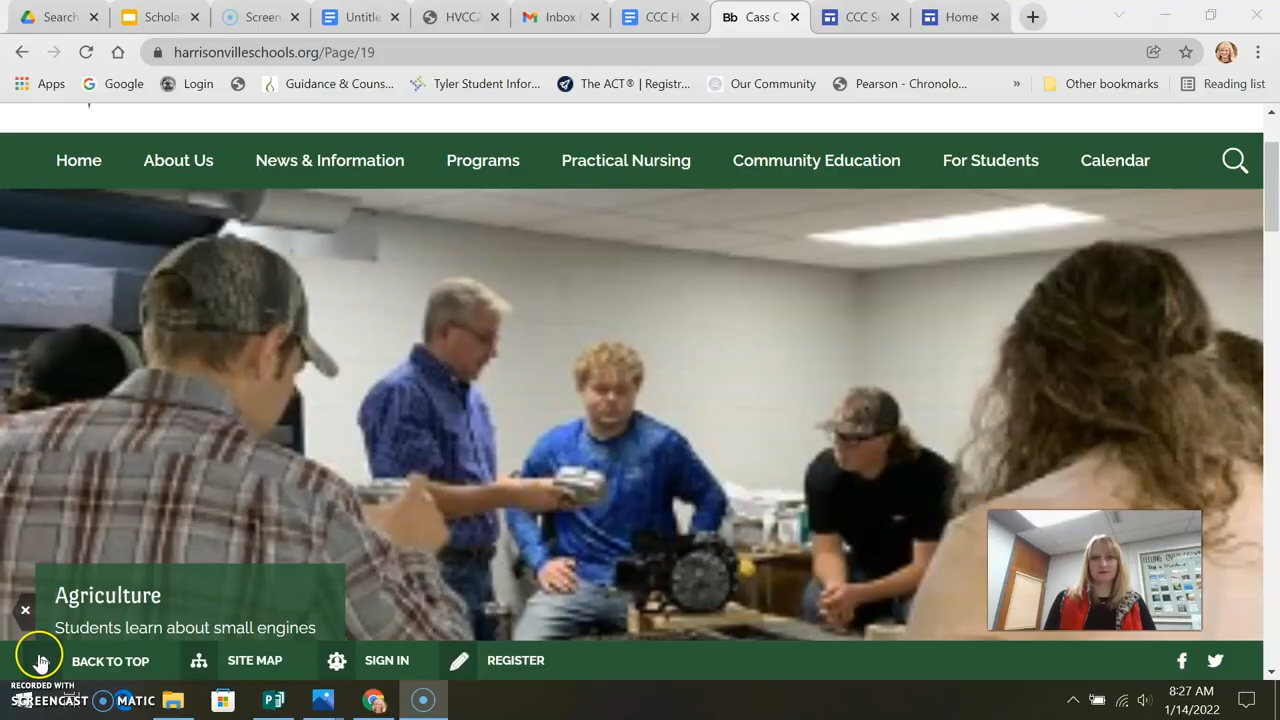 Search
Schola
Screen
Untitle
HVCC2
Inbox (
CCC H
Bb Cass C
CCC S
Home
harrisonvilleschools.org/Page/19
Apps
Google
Login
Guidance & Couns...
Tyler Student Infor...
The ACT® | Registr...
Our Community
Pearson - Chronolo...
» Other bookmarks
Reading list
Home
About Us
News & Information
Programs
Practical Nursing
Community Education
For Students
Calendar
Agriculture
Students learn about small engines
BACK TO TOP
SITE MAP
SIGN IN
REGISTER
RECORDED WITH
SCREENCAST MATIC
8:27 AM
1/14/2022